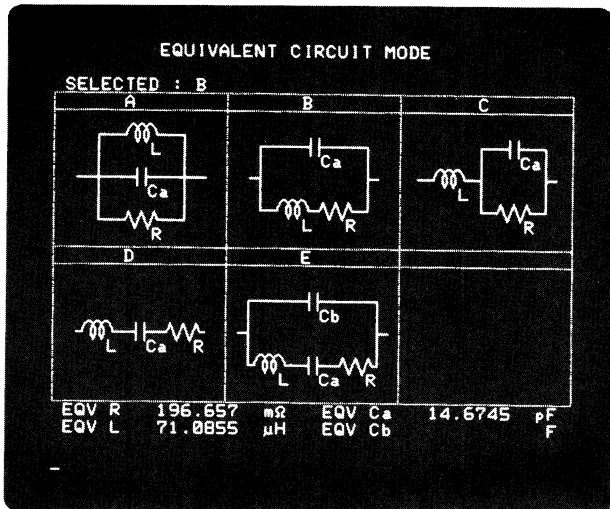 EQUIVALENT CIRCUIT MODE
SELECTED : B
A B C
L
Ca
R
Ca
L R
Ca
L
R
D E
L Ca R
Cb
L Ca R
EQV R 196.657 mΩ EQV Ca 14.6745 pF
EQV L 71.0855 µH EQV Cb F